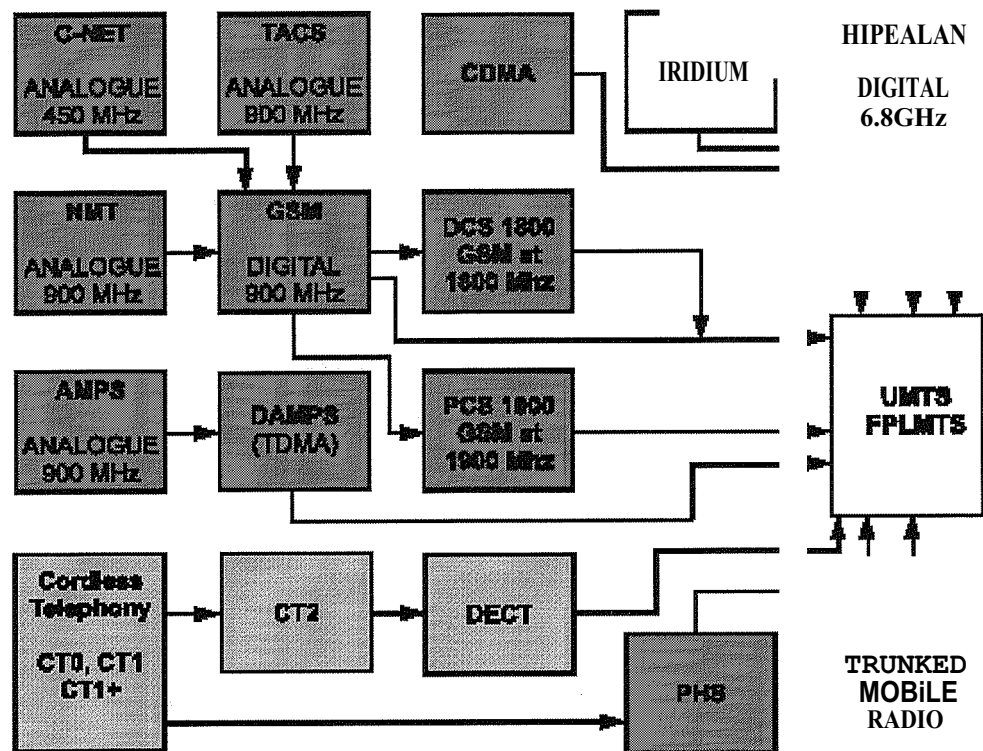 C-NET
ANALOGUE
450 MHz
TACS
ANALOGUE
MHz
CDMA
IRIDIUM
HIPEALAN
DIGITAL
6.8GHz
NMT
ANALOGUE
900 MHz
GSM
DIGITAL
900 MHz
DCS 1800
GSM at
1800 Mhz
AMPS
ANALOGUE
900 MHz
DAMPS
(TDMA)
PCS 1900
GSM at
1900 Mhz
UMTS
FPLMTS
Cordless
Telephony
CT0, CT1
CT1+
CT2
DECT
PHS
TRUNKED
MOBiLE
RADIO